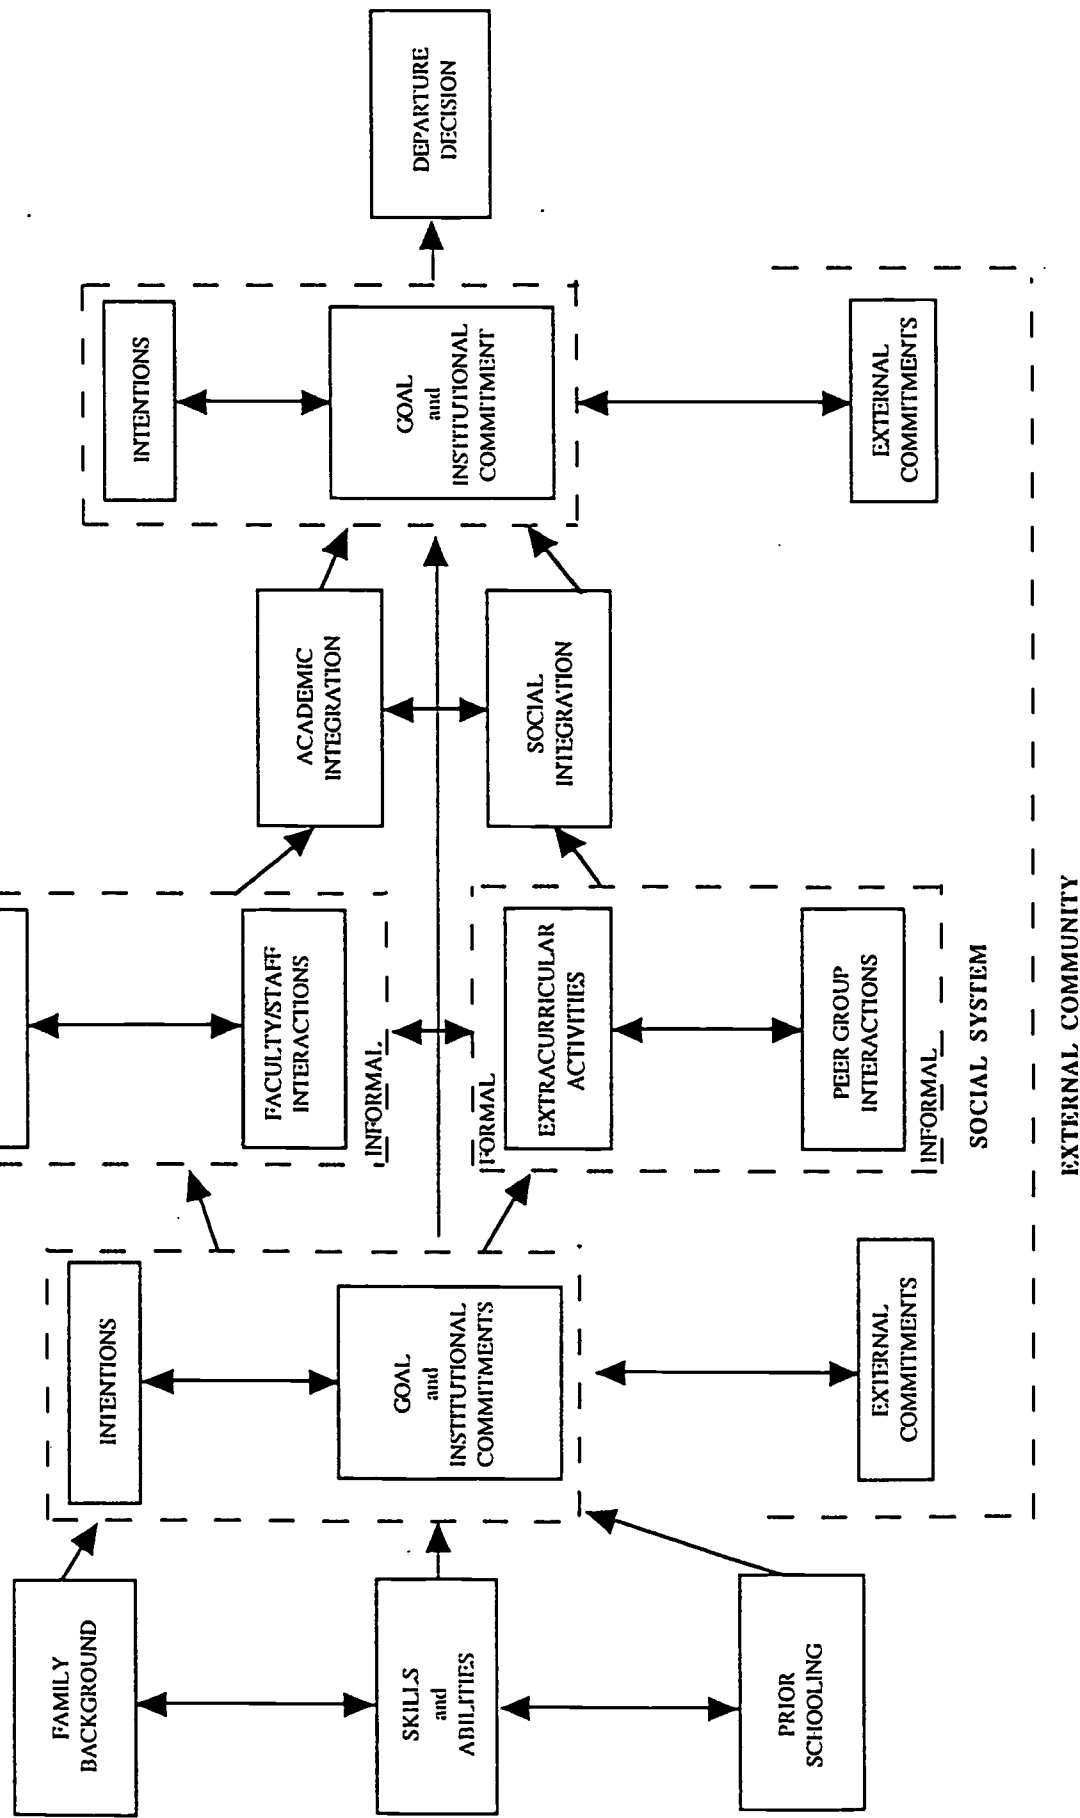 FAMILY
BACKGROUND
SKILLS
and
ABILITIES
PRIOR
SCHOOLING
INTENTIONS
GOAL
and
INSTITUTIONAL
COMMITMENTS
EXTERNAL
COMMITMENTS
FACULTY/STAFF
INTERACTIONS
INFORMAL
FORMAL
EXTRACURRICULAR
ACTIVITIES
PEER GROUP
INTERACTIONS
INFORMAL
SOCIAL SYSTEM
EXTERNAL COMMUNITY
ACADEMIC
INTEGRATION
SOCIAL
INTEGRATION
INTENTIONS
GOAL
and
INSTITUTIONAL
COMMITMENT
EXTERNAL
COMMITMENTS
DEPARTURE
DECISION